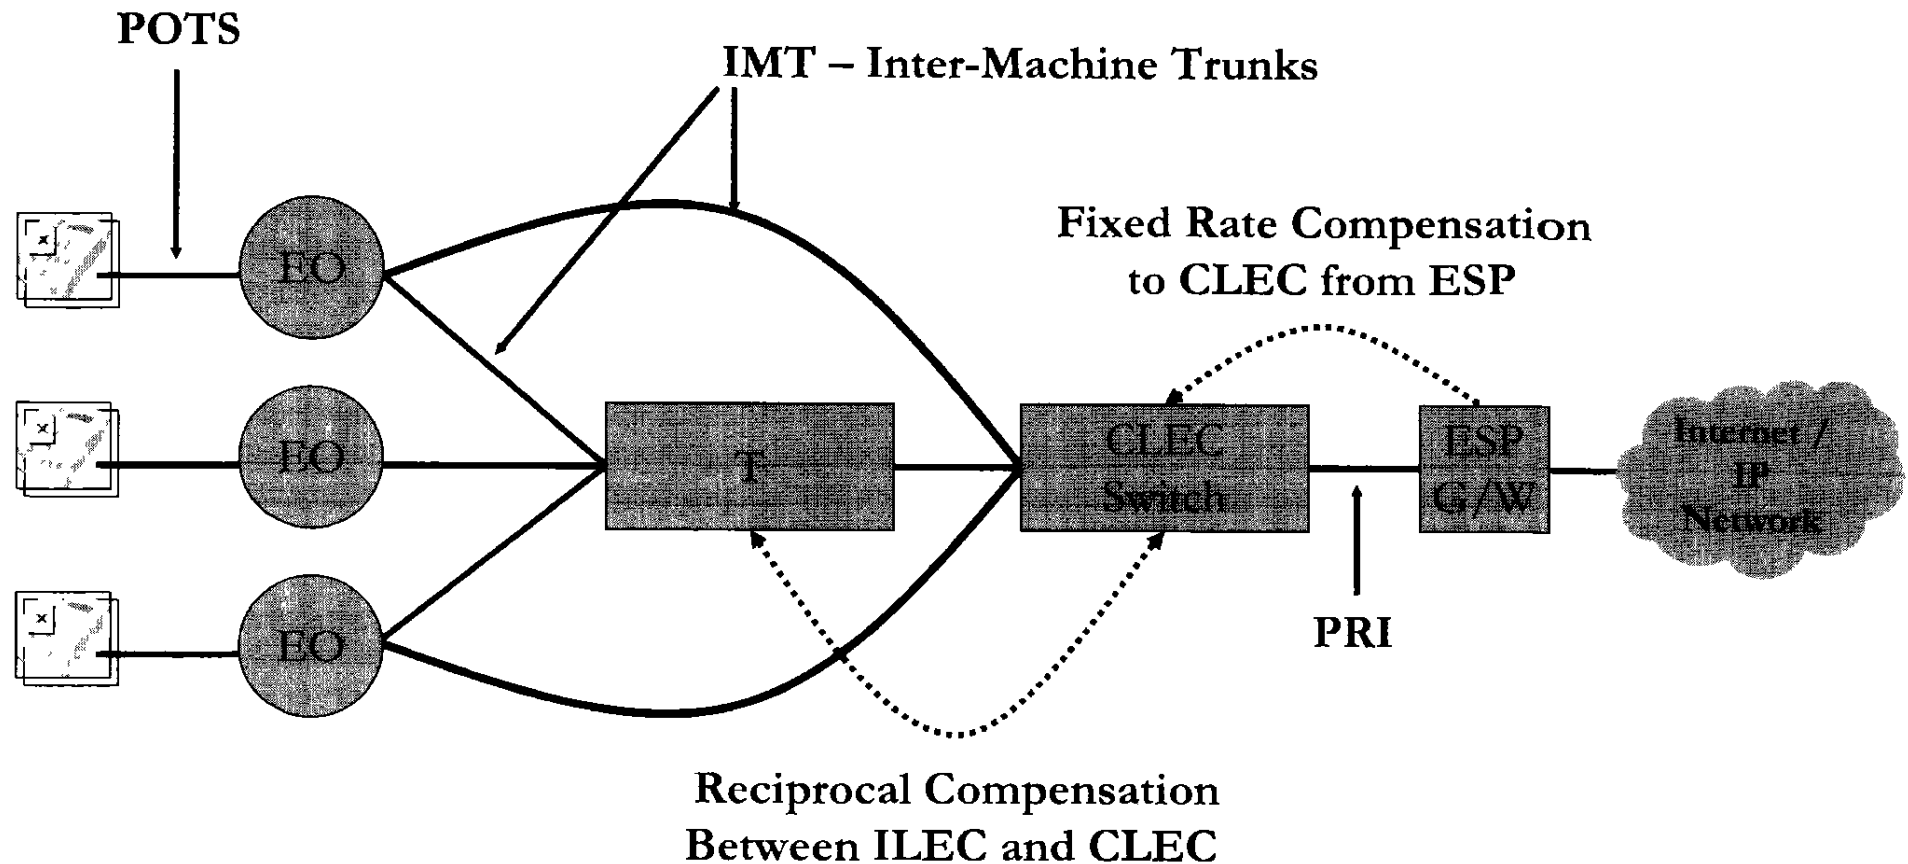 POTS
IMT – Inter-Machine Trunks
EO
Fixed Rate Compensation
to CLEC from ESP
EO
T
CLEC
Switch
ESP
G/W
Internet /
IP
Network
EO
PRI
Reciprocal Compensation
Between ILEC and CLEC